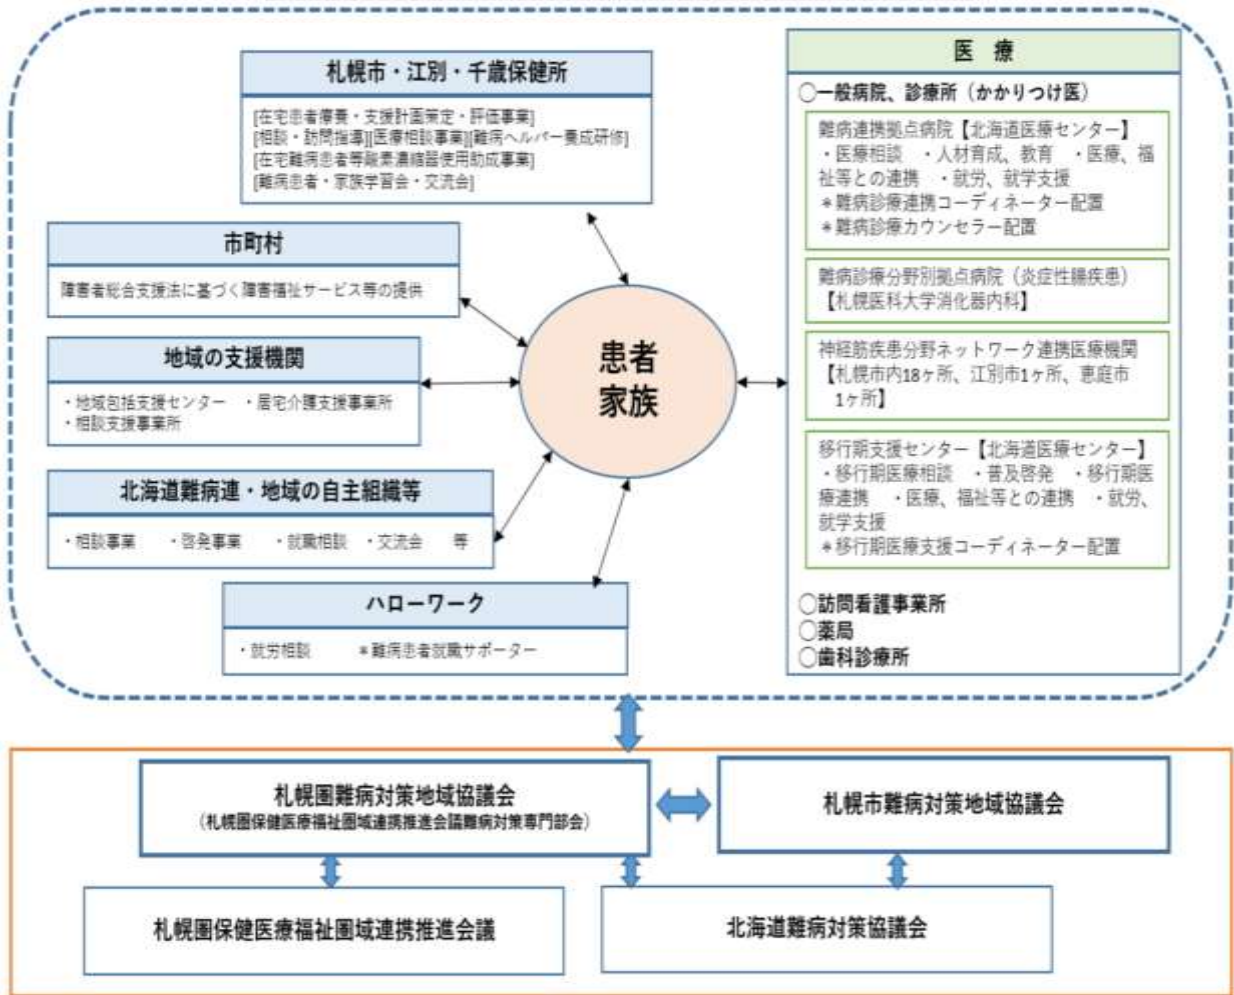 札幌市・江別・千歳保健所
[在宅患者療養・支援計画策定・評価事業]
[相談・訪問指導][医療相談事業][難病ヘルパー養成研修]
[在宅難病患者等酸素濃縮器使用助成事業]
[難病患者・家族学習会・交流会]
市町村
障害者総合支援法に基づく障害福祉サービス等の提供
地域の支援機関
・地域包括支援センター ・居宅介護支援事業所
・相談支援事業所
北海道難病連・地域の自主組織等
・相談事業 ・啓発事業 ・就職相談 ・交流会 等
ハローワーク
・就労相談 ＊難病患者就職サポーター
患者
家族
医 療
○一般病院、診療所（かかりつけ医）
難病連携拠点病院【北海道医療センター】
・医療相談 ・人材育成、教育 ・医療、福
祉等との連携 ・就労、就学支援
＊難病診療連携コーディネーター配置
＊難病診療カウンセラー配置
難病診療分野別拠点病院（炎症性腸疾患）
【札幌医科大学消化器内科】
神経筋疾患分野ネットワーク連携医療機関
【札幌市内18ヶ所、江別市1ヶ所、恵庭市
1ヶ所】
移行期支援センター【北海道医療センター】
・移行期医療相談 ・普及啓発 ・移行期医
療連携 ・医療、福祉等との連携 ・就労、
就学支援
＊移行期医療支援コーディネーター配置
○訪問看護事業所
○薬局
○歯科診療所
札幌圏難病対策地域協議会
（札幌圏保健医療福祉圏域連携推進会議難病対策専門部会）
札幌市難病対策地域協議会
札幌圏保健医療福祉圏域連携推進会議
北海道難病対策協議会